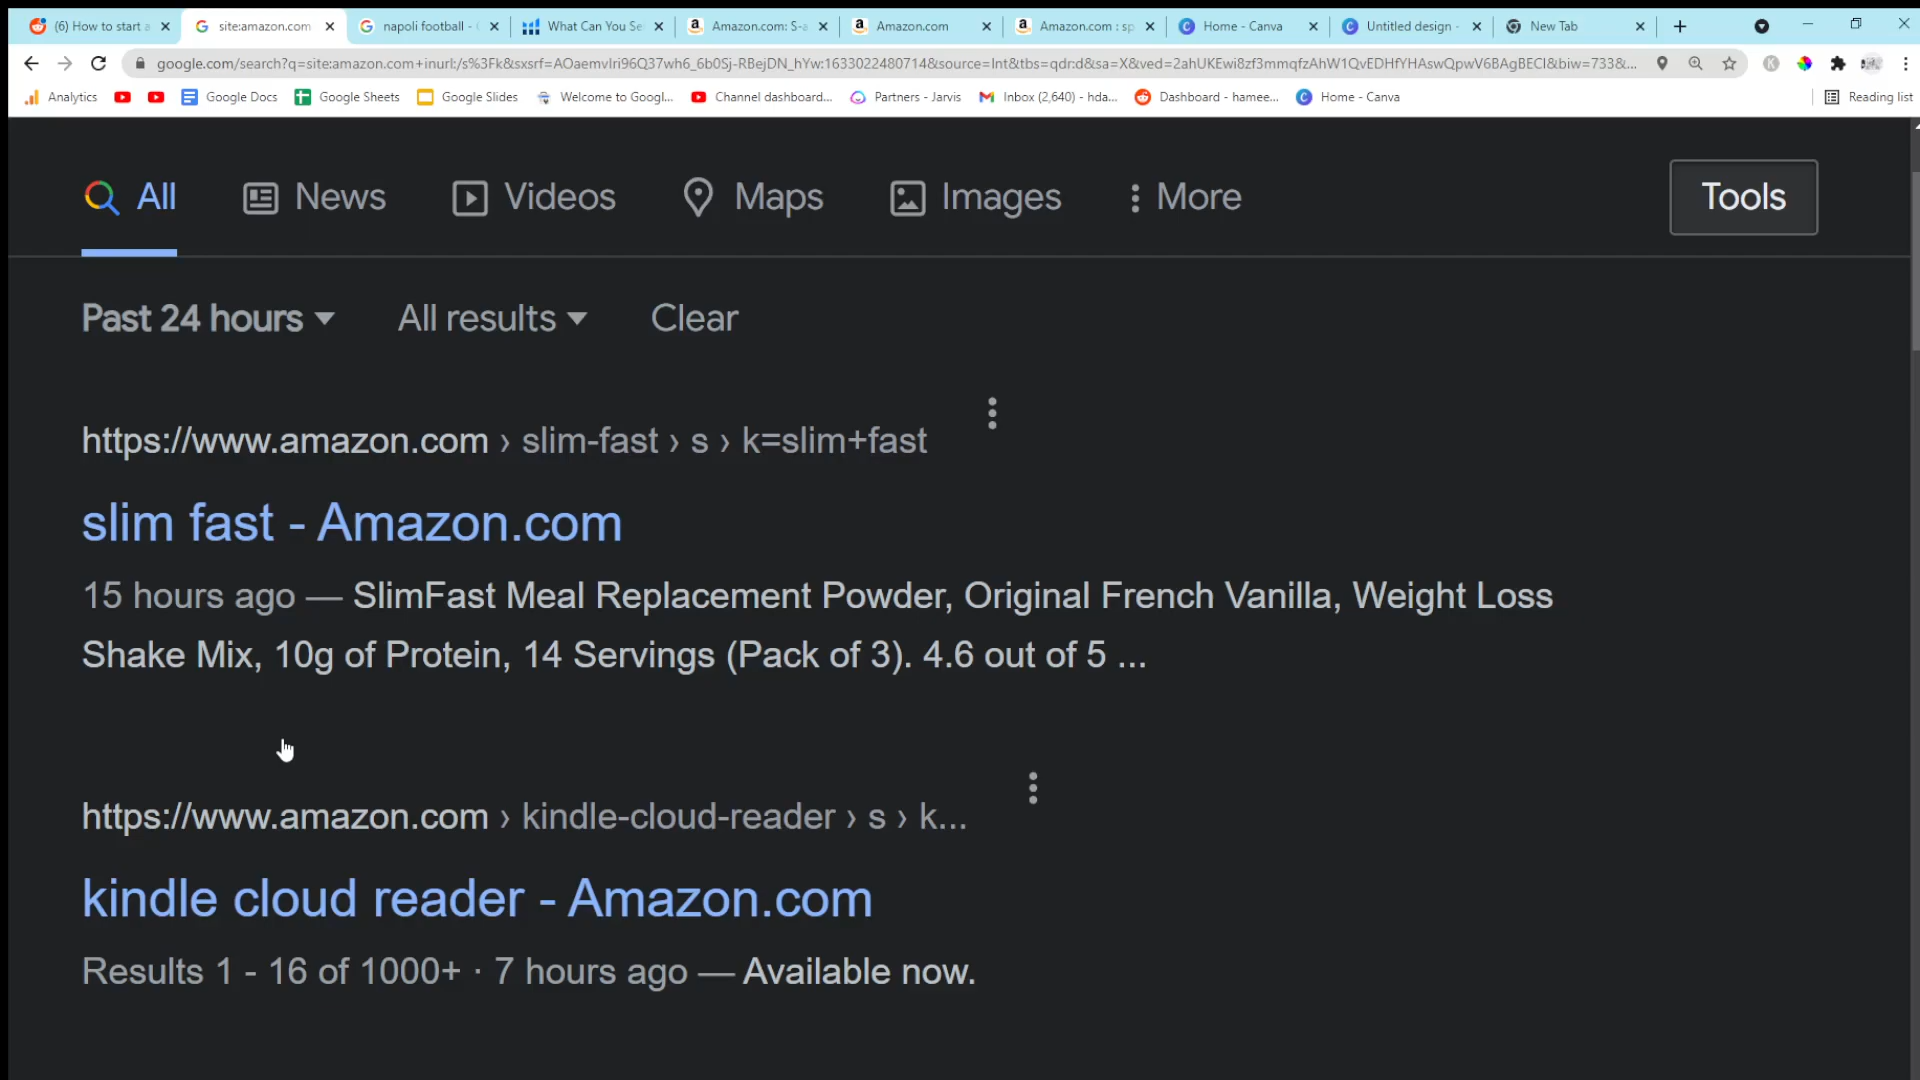 (6) How to start a
site:amazon.com
napoli football - G
What Can You Se
Amazon.com: S-a
Amazon.com
Amazon.com : sp
Home - Canva
Untitled design -
New Tab
google.com/search?q=site:amazon.com+inurl:/s%3Fk&sxsrf=AOaemvIri96Q37wh6_6b0Sj-RBejDN_hYw:1633022480714&source=lnt&tbs=qdr:d&sa=X&ved=2ahUKEwi8zf3mmqfzAhW1QvEDHfYHAswQpwV6BAgBECI&biw=733&...
Analytics
Google Docs
Google Sheets
Google Slides
Welcome to Googl...
Channel dashboard...
Partners - Jarvis
Inbox (2,640) - hda...
Dashboard - hamee...
Home - Canva
Reading list
All
News
Videos
Maps
Images
More
Tools
Past 24 hours
All results
Clear
https://www.amazon.com › slim-fast › s › k=slim+fast
slim fast - Amazon.com
15 hours ago — SlimFast Meal Replacement Powder, Original French Vanilla, Weight Loss
Shake Mix, 10g of Protein, 14 Servings (Pack of 3). 4.6 out of 5 ...
https://www.amazon.com › kindle-cloud-reader › s › k...
kindle cloud reader - Amazon.com
Results 1 - 16 of 1000+ · 7 hours ago — Available now.